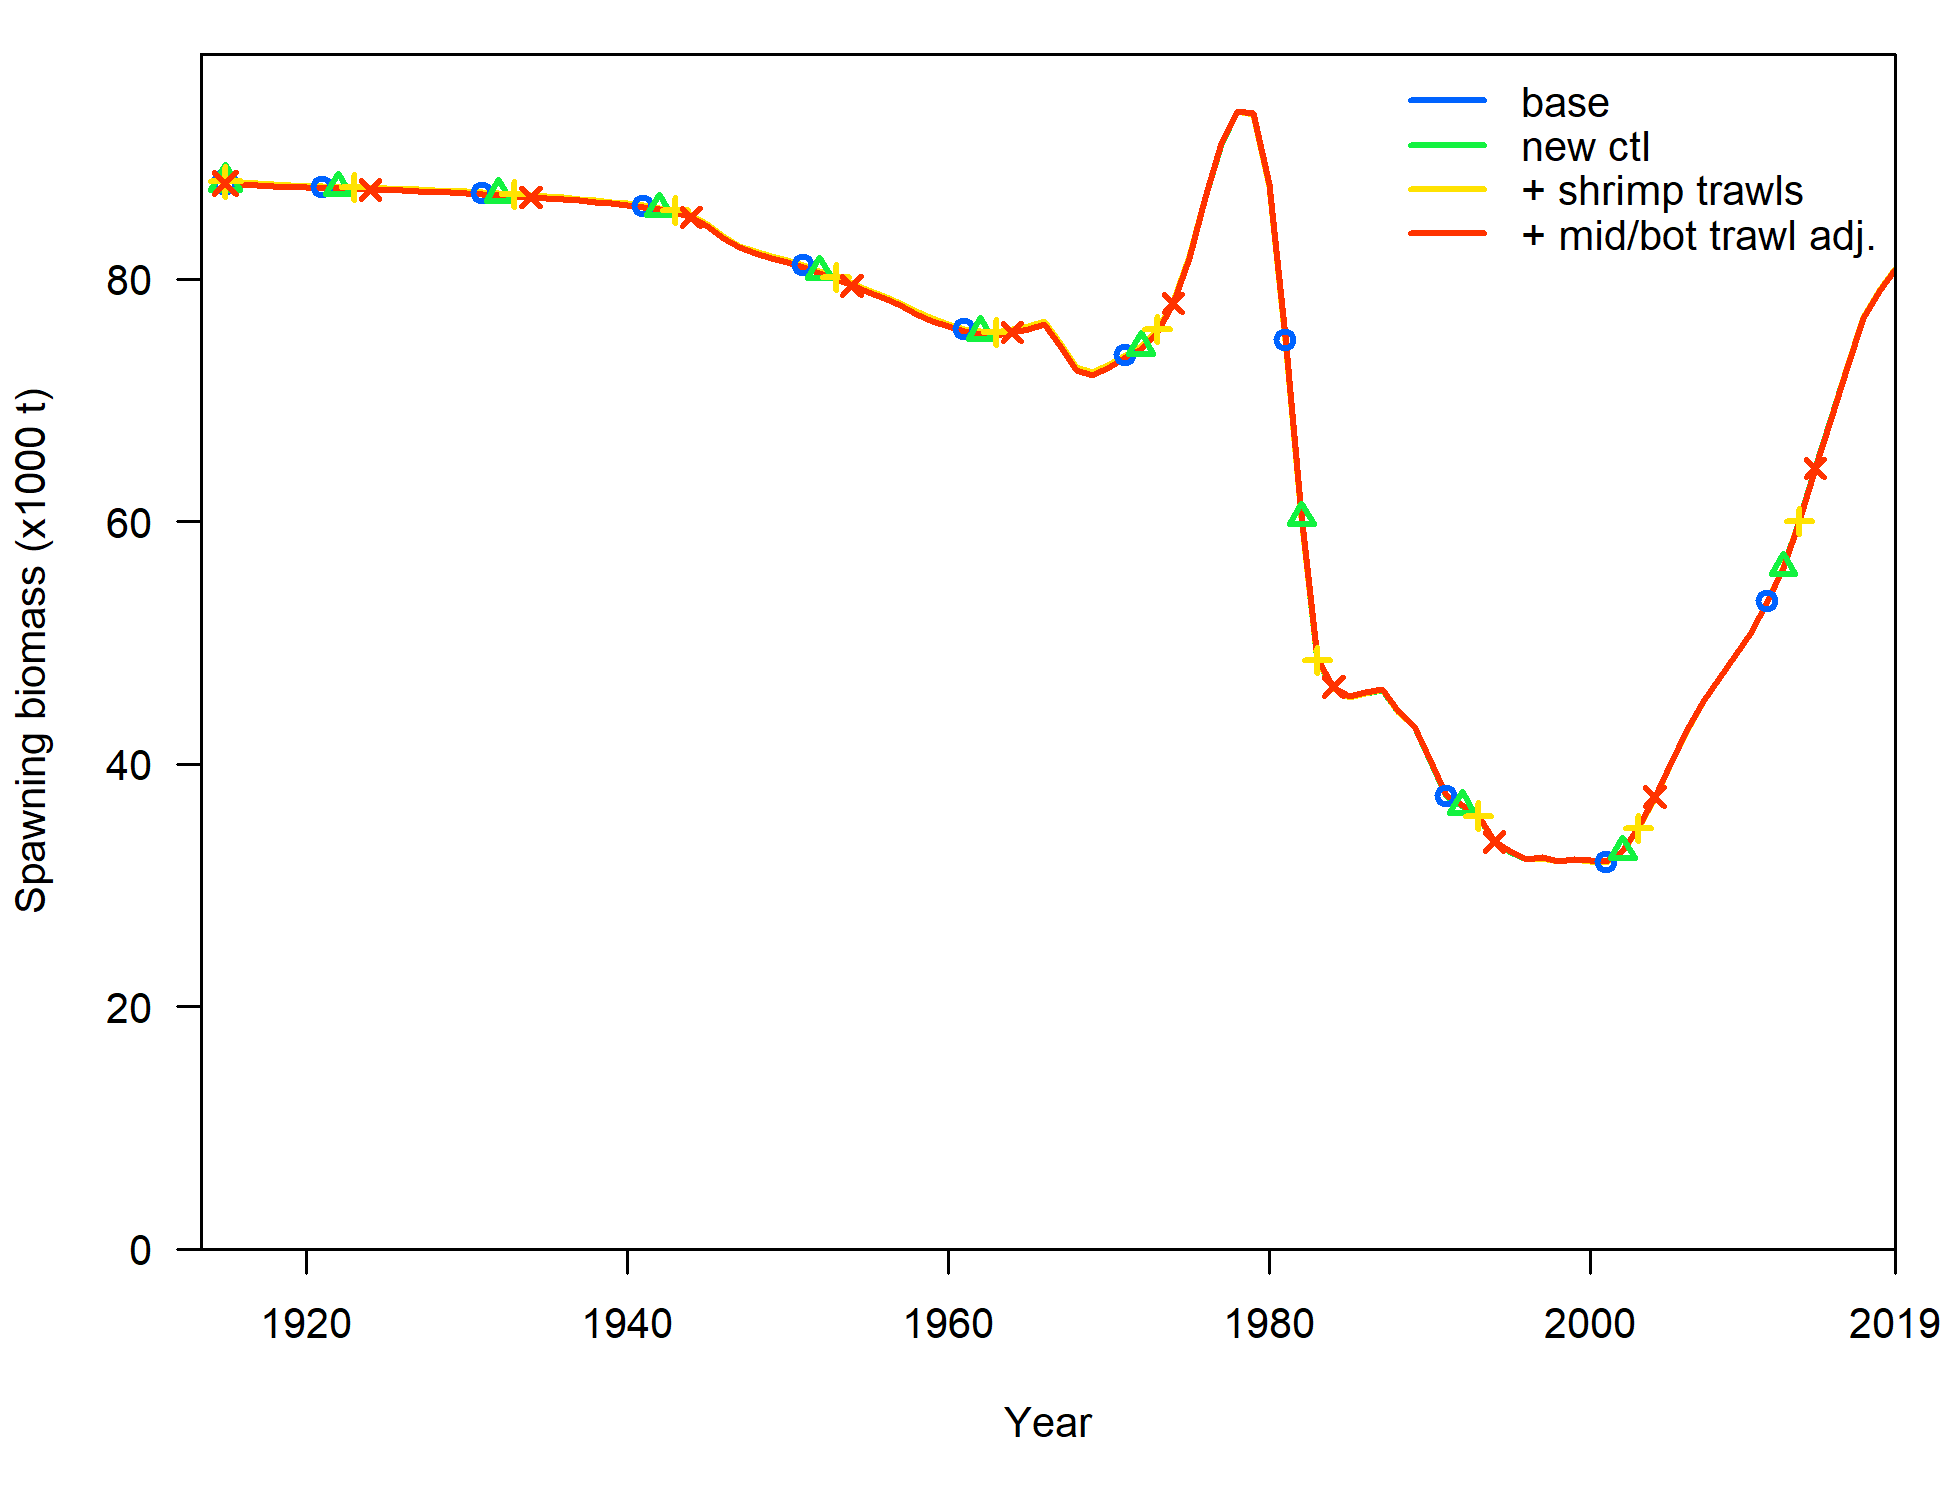 base
new ctl
+ shrimp trawls
+ mid/bot trawl adj.
Spawning biomass (x1000 t)
80
60
40
20
0
1920 1940 1960 1980 2000 2019
Year